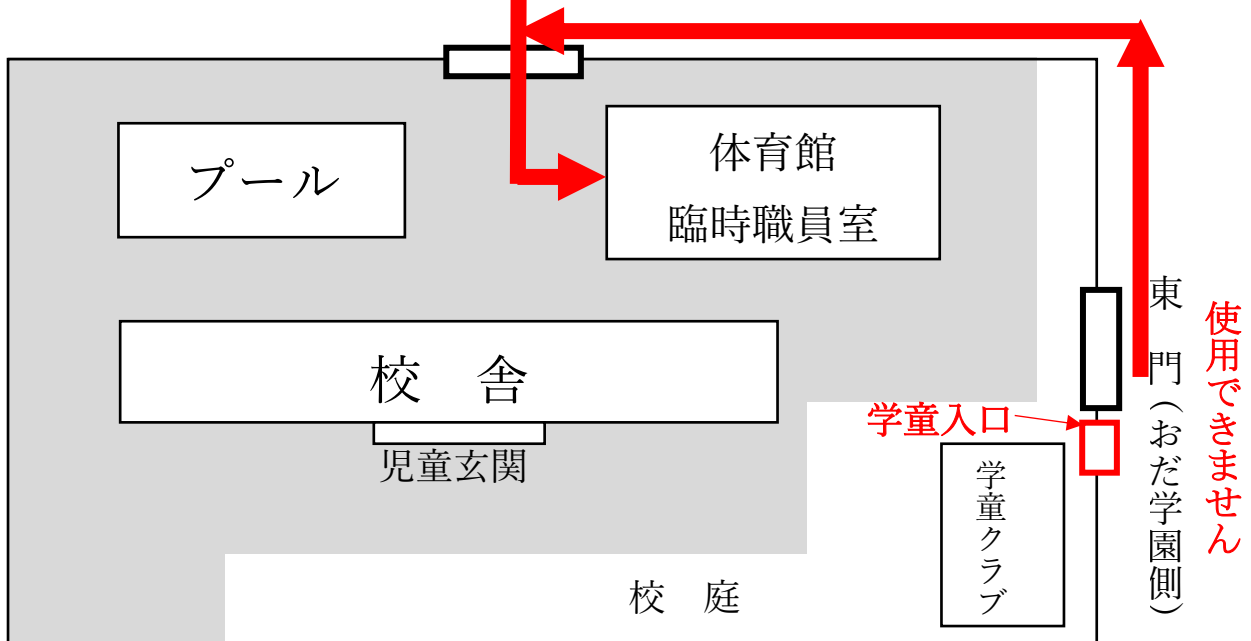 プール
体育館
臨時職員室
校 舎
児童玄関
学童入口
学童クラブ
校 庭
東 門(おだ学園側)
使用できません